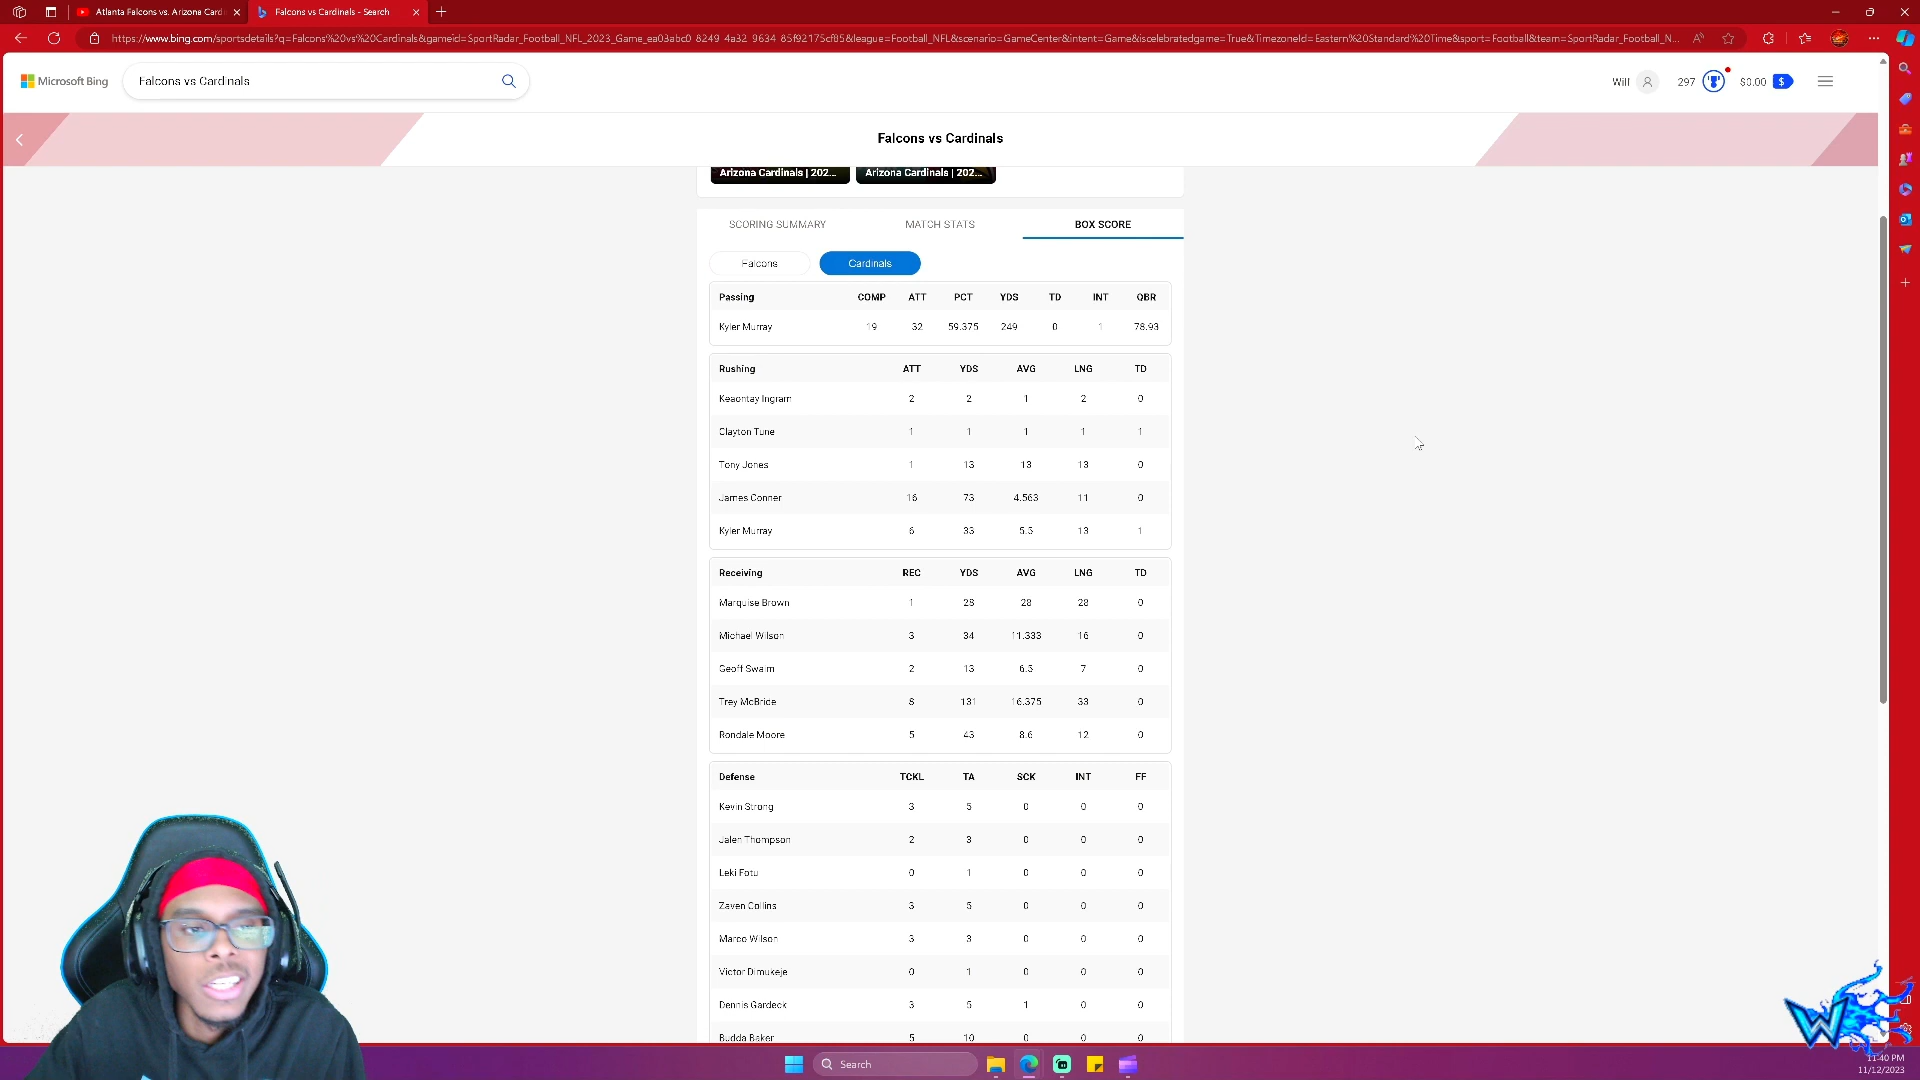 Atlanta Falcons vs. Arizona Cardi
Falcons vs Cardinals - Search
https://www.bing.com/sportsdetails?q=Falcons%20vs%20Cardinals&gameid=SportRadar_Football_NFL_2023_Game_ea03abc0_8249_4a32_9634_85f92175cf85&league=Football_NFL&scenario=GameCenter&intent=Game&iscelebratedgame=True&TimezoneId=Eastern%20Standard%20Time&sport=Football&team=SportRadar_Football_N...
Microsoft Bing
Falcons vs Cardinals
Will
297
$0.00
Falcons vs Cardinals
Arizona Cardinals | 202... Arizona Cardinals | 202...
SCORING SUMMARY MATCH STATS BOX SCORE
Falcons Cardinals
Passing COMP ATT PCT YDS TD INT QBR
Kyler Murray 19 32 59.375 249 0 1 78.93
Rushing ATT YDS AVG LNG TD
Keaontay Ingram 2 2 1 2 0
Clayton Tune 1 1 1 1 1
Tony Jones 1 13 13 13 0
James Conner 16 73 4.563 11 0
Kyler Murray 6 33 5.5 13 1
Receiving REC YDS AVG LNG TD
Marquise Brown 1 28 28 28 0
Michael Wilson 3 34 11.333 16 0
Geoff Swaim 2 13 6.5 7 0
Trey McBride 8 131 16.375 33 0
Rondale Moore 5 43 8.6 12 0
Defense TCKL TA SCK INT FF
Kevin Strong 3 5 0 0 0
Jalen Thompson 2 3 0 0 0
Leki Fotu 0 1 0 0 0
Zaven Collins 3 5 0 0 0
Marco Wilson 3 3 0 0 0
Victor Dimukeje 0 1 0 0 0
Dennis Gardeck 3 5 1 0 0
Budda Baker 5 10 0 0 0
W
Search
11:40 PM
11/12/2023